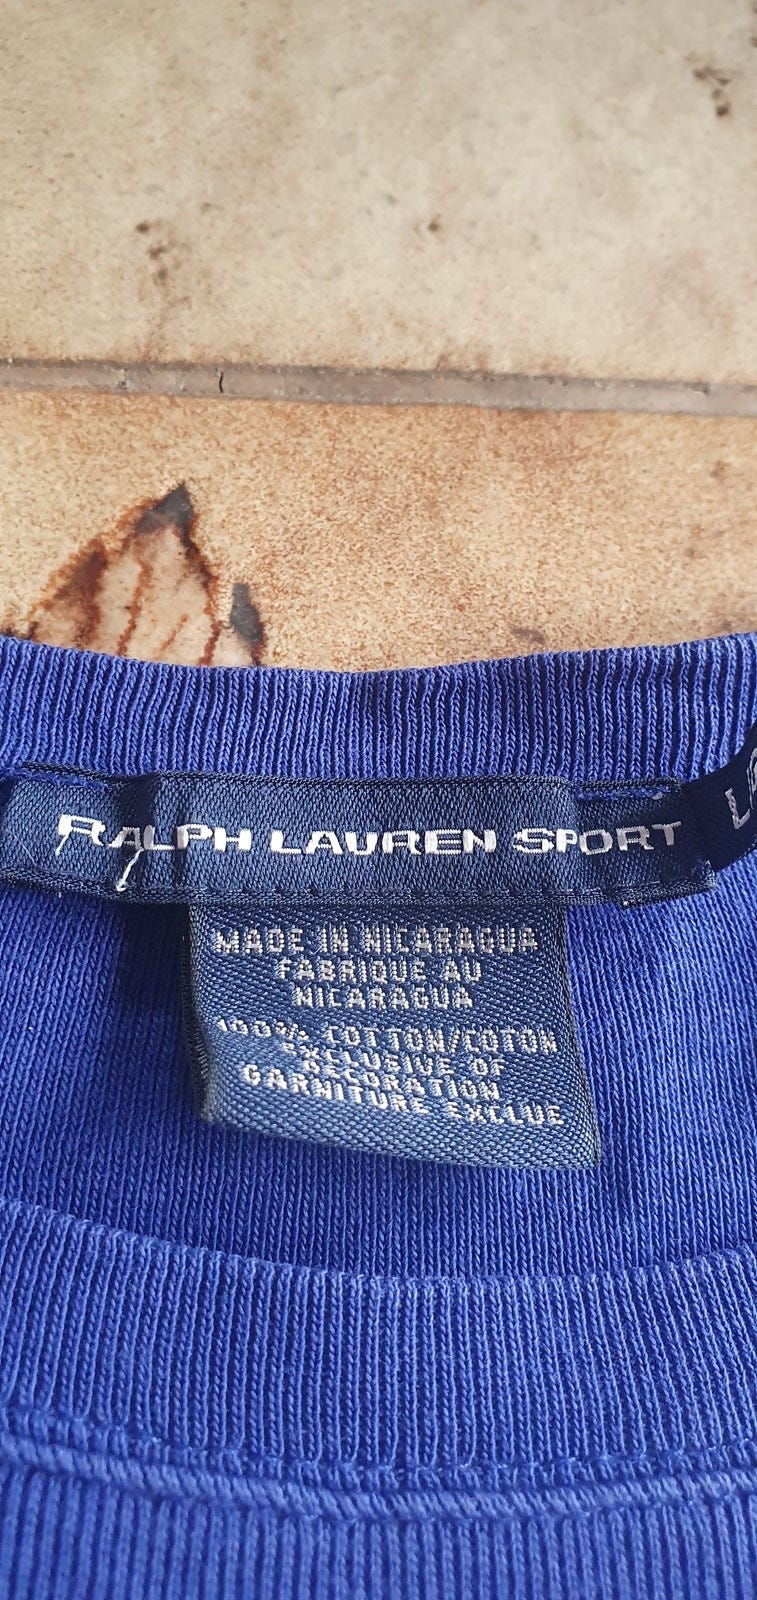 RALPH LAUREN SPORT
MADE IN NICARAGUA
FABRIQUE AU
NICARAGUA
100% COTTON/COTON
EXCLUSIVE OF
DECORATION
GARNITURE EXCLUE